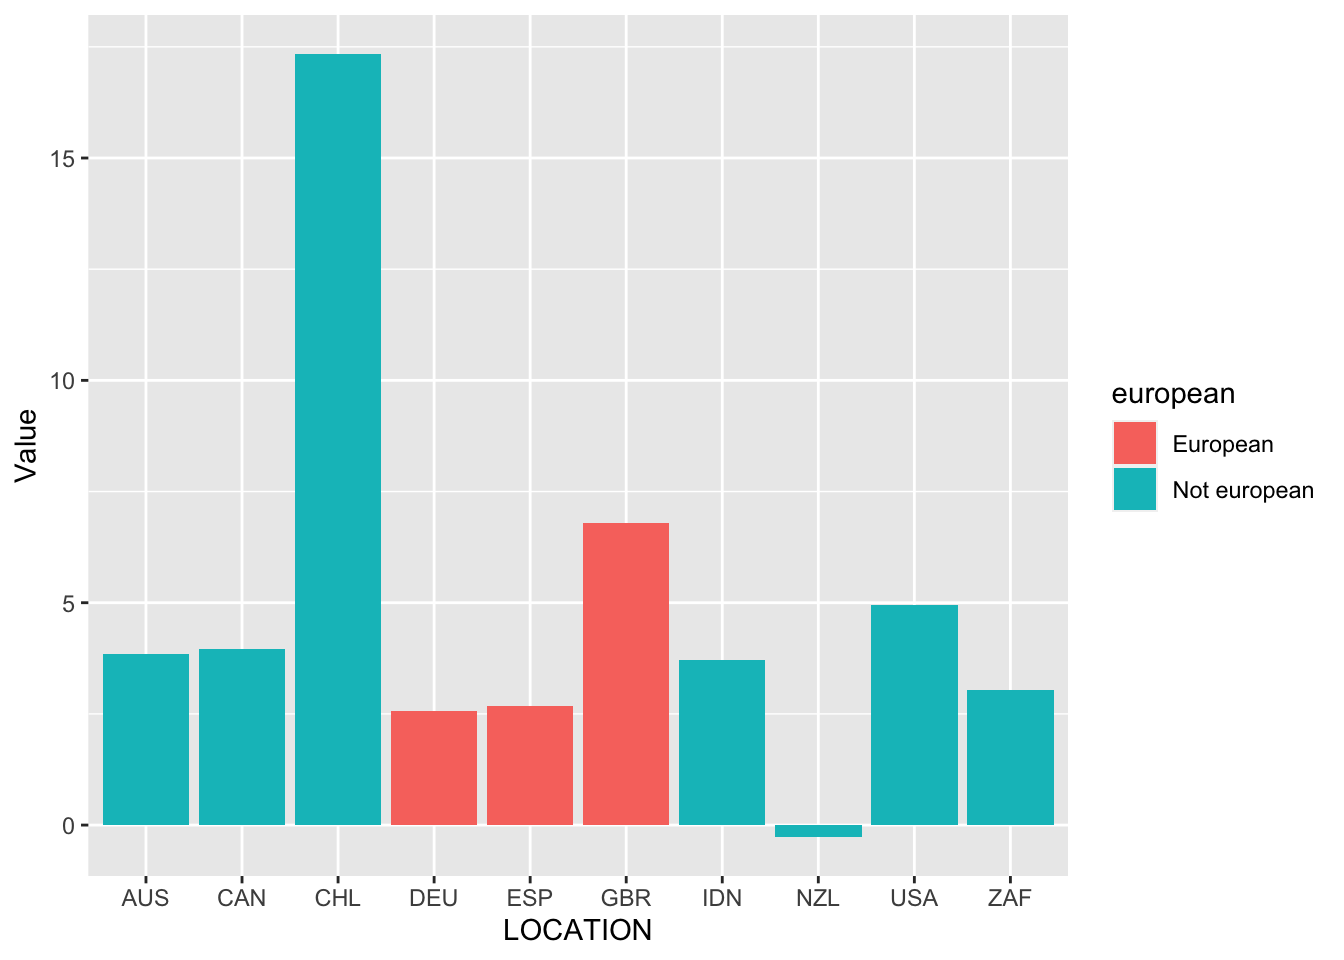 15
10
5
0
Value
AUS CAN CHL DEU ESP GBR IDN NZL USA ZAF
LOCATION
european
European
Not european